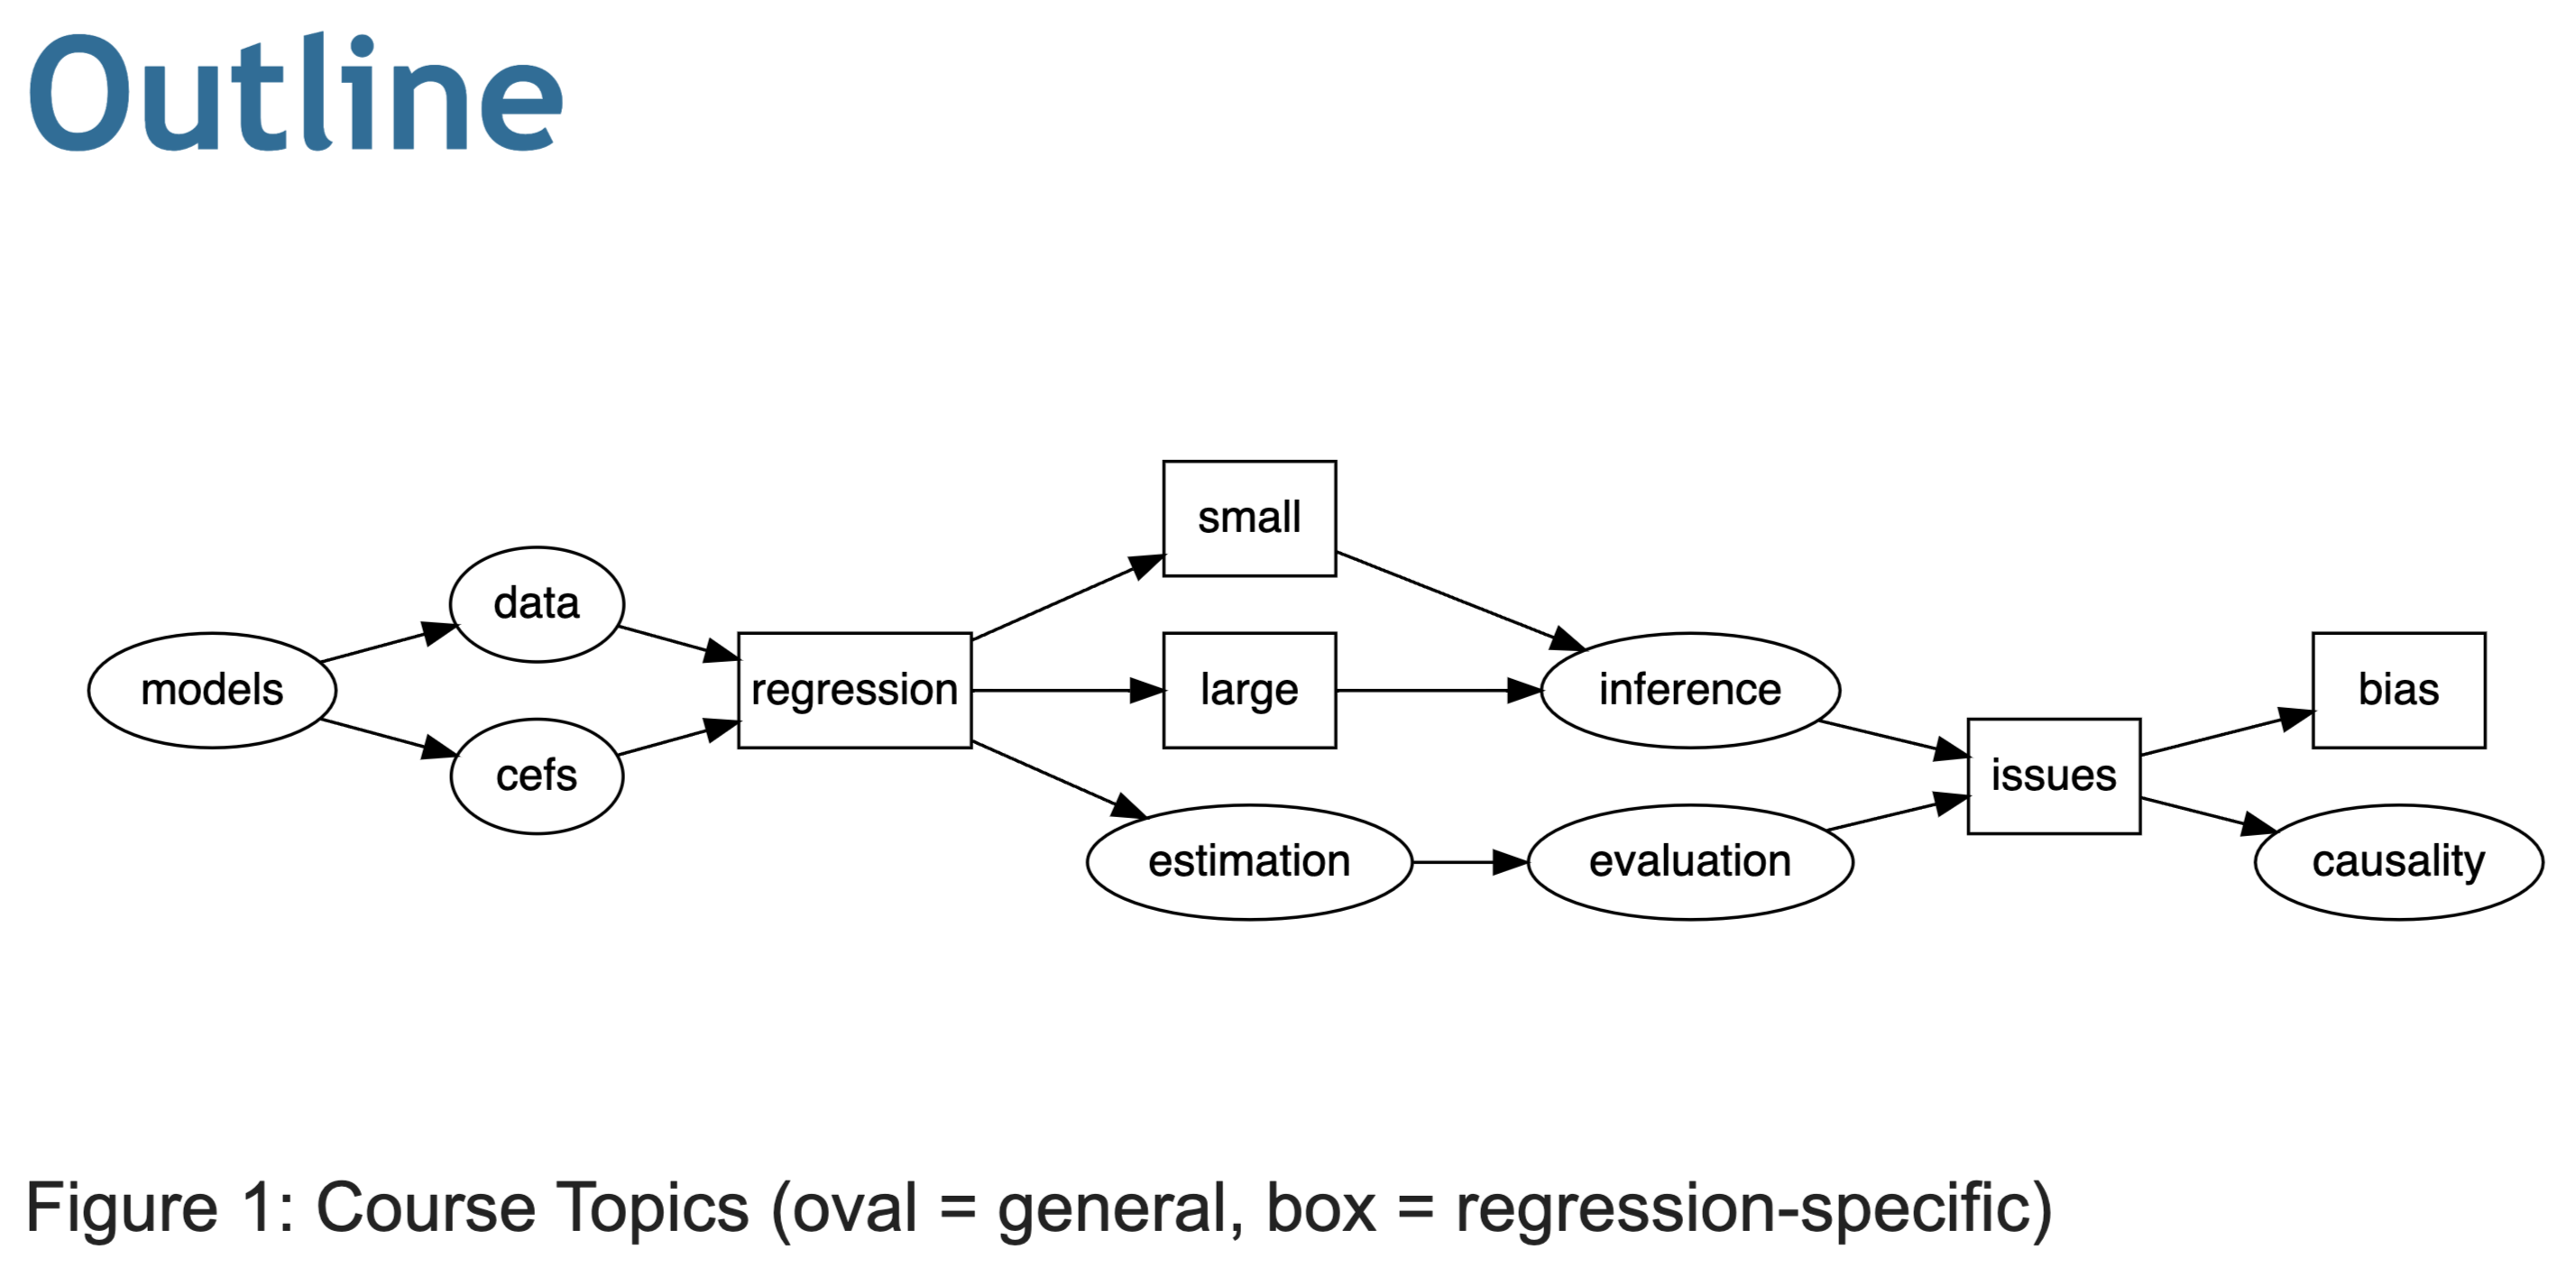 Outline
models
data
cefs
regression
small
large
estimation
inference
evaluation
issues
bias
causality
Figure 1: Course Topics (oval = general, box = regression-specific)